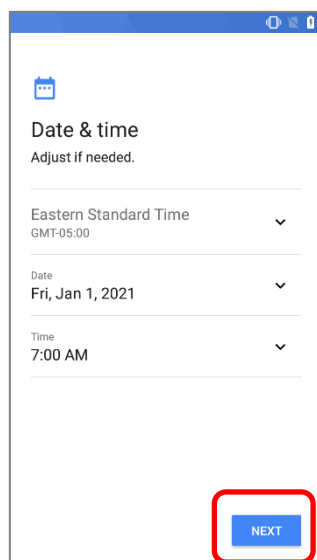 Date & time
Adjust if needed.
Eastern Standard Time
GMT-05:00
Date
Fri, Jan 1, 2021
Time
7:00 AM
NEXT